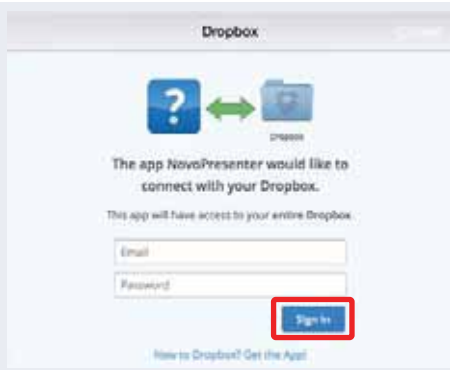 Dropbox
?
Dropbox
The app NovoPresenter would like to
connect with your Dropbox.
This app will have access to your entire Dropbox.
Email
Password
Sign in
New to Dropbox? Get the App!